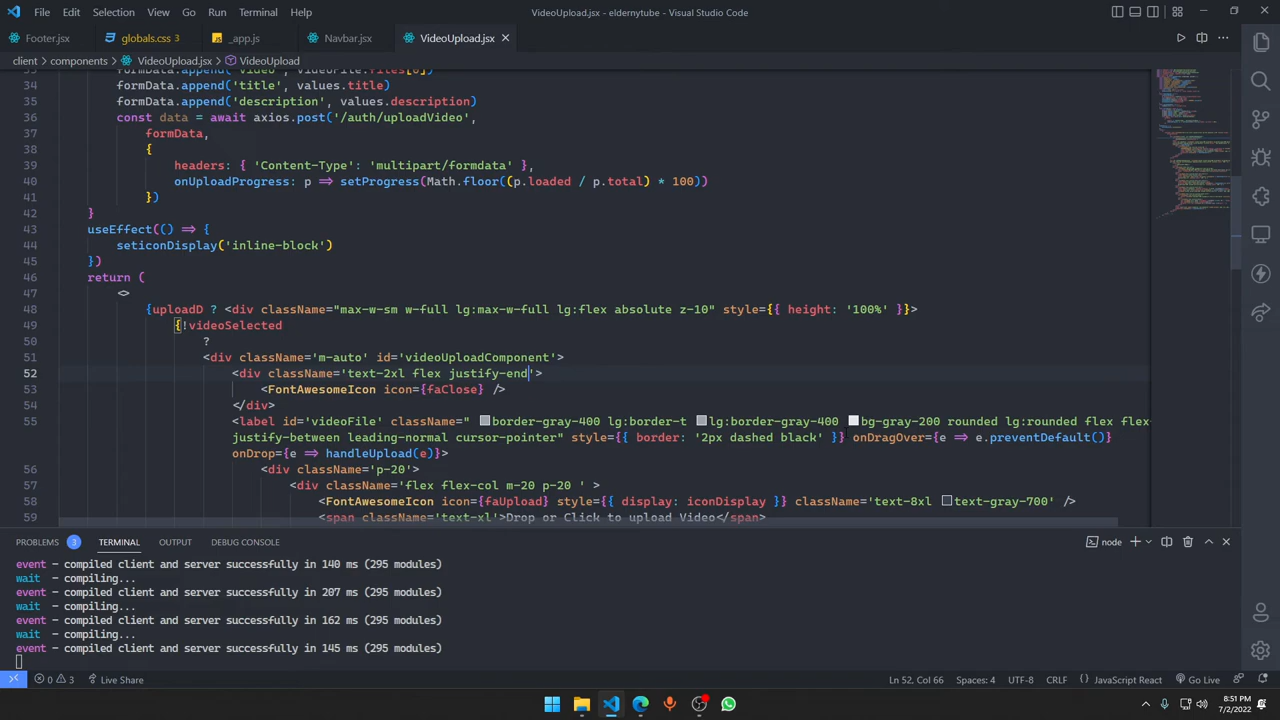 File Edit Selection View Go Run Terminal Help
VideoUpload.jsx - eldernytube - Visual Studio Code
Footer.jsx globals.css 3 _app.js Navbar.jsx VideoUpload.jsx
client > components > VideoUpload.jsx > VideoUpload
33 formData.append('video', videoFile.files[0])
34 formData.append('title', values.title)
35 formData.append('description', values.description)
36 const data = await axios.post('/auth/uploadVideo',
37 formData,
38 {
39 headers: { 'Content-Type': 'multipart/formdata' },
40 onUploadProgress: p => setProgress(Math.floor((p.loaded / p.total) * 100))
41 })
42 }
43 useEffect(() => {
44 seticonDisplay('inline-block')
45 })
46 return (
47 <>
48 {uploadD ? <div className="max-w-sm w-full lg:max-w-full lg:flex absolute z-10" style={{ height: '100%' }}>
49 {!videoSelected
50 ?
51 <div className='m-auto' id='videoUploadComponent'>
52 <div className='text-2xl flex justify-end'>
53 <FontAwesomeIcon icon={faClose} />
54 </div>
55 <label id='videoFile' className=" border-gray-400 lg:border-t lg:border-gray-400 bg-gray-200 rounded lg:rounded flex flex-
justify-between leading-normal cursor-pointer" style={{ border: '2px dashed black' }} onDragOver={e => e.preventDefault()}
onDrop={e => handleUpload(e)}>
56 <div className='p-20'>
57 <div className='flex flex-col m-20 p-20 ' >
58 <FontAwesomeIcon icon={faUpload} style={{ display: iconDisplay }} className='text-8xl text-gray-700' />
59 <span className='text-xl'>Drop or Click to upload Video</span>
PROBLEMS 3 TERMINAL OUTPUT DEBUG CONSOLE node
event - compiled client and server successfully in 140 ms (295 modules)
wait - compiling...
event - compiled client and server successfully in 207 ms (295 modules)
wait - compiling...
event - compiled client and server successfully in 162 ms (295 modules)
wait - compiling...
event - compiled client and server successfully in 145 ms (295 modules)
0 3 Live Share Ln 52, Col 66 Spaces: 4 UTF-8 CRLF JavaScript React Go Live
8:51 PM
7/2/2022